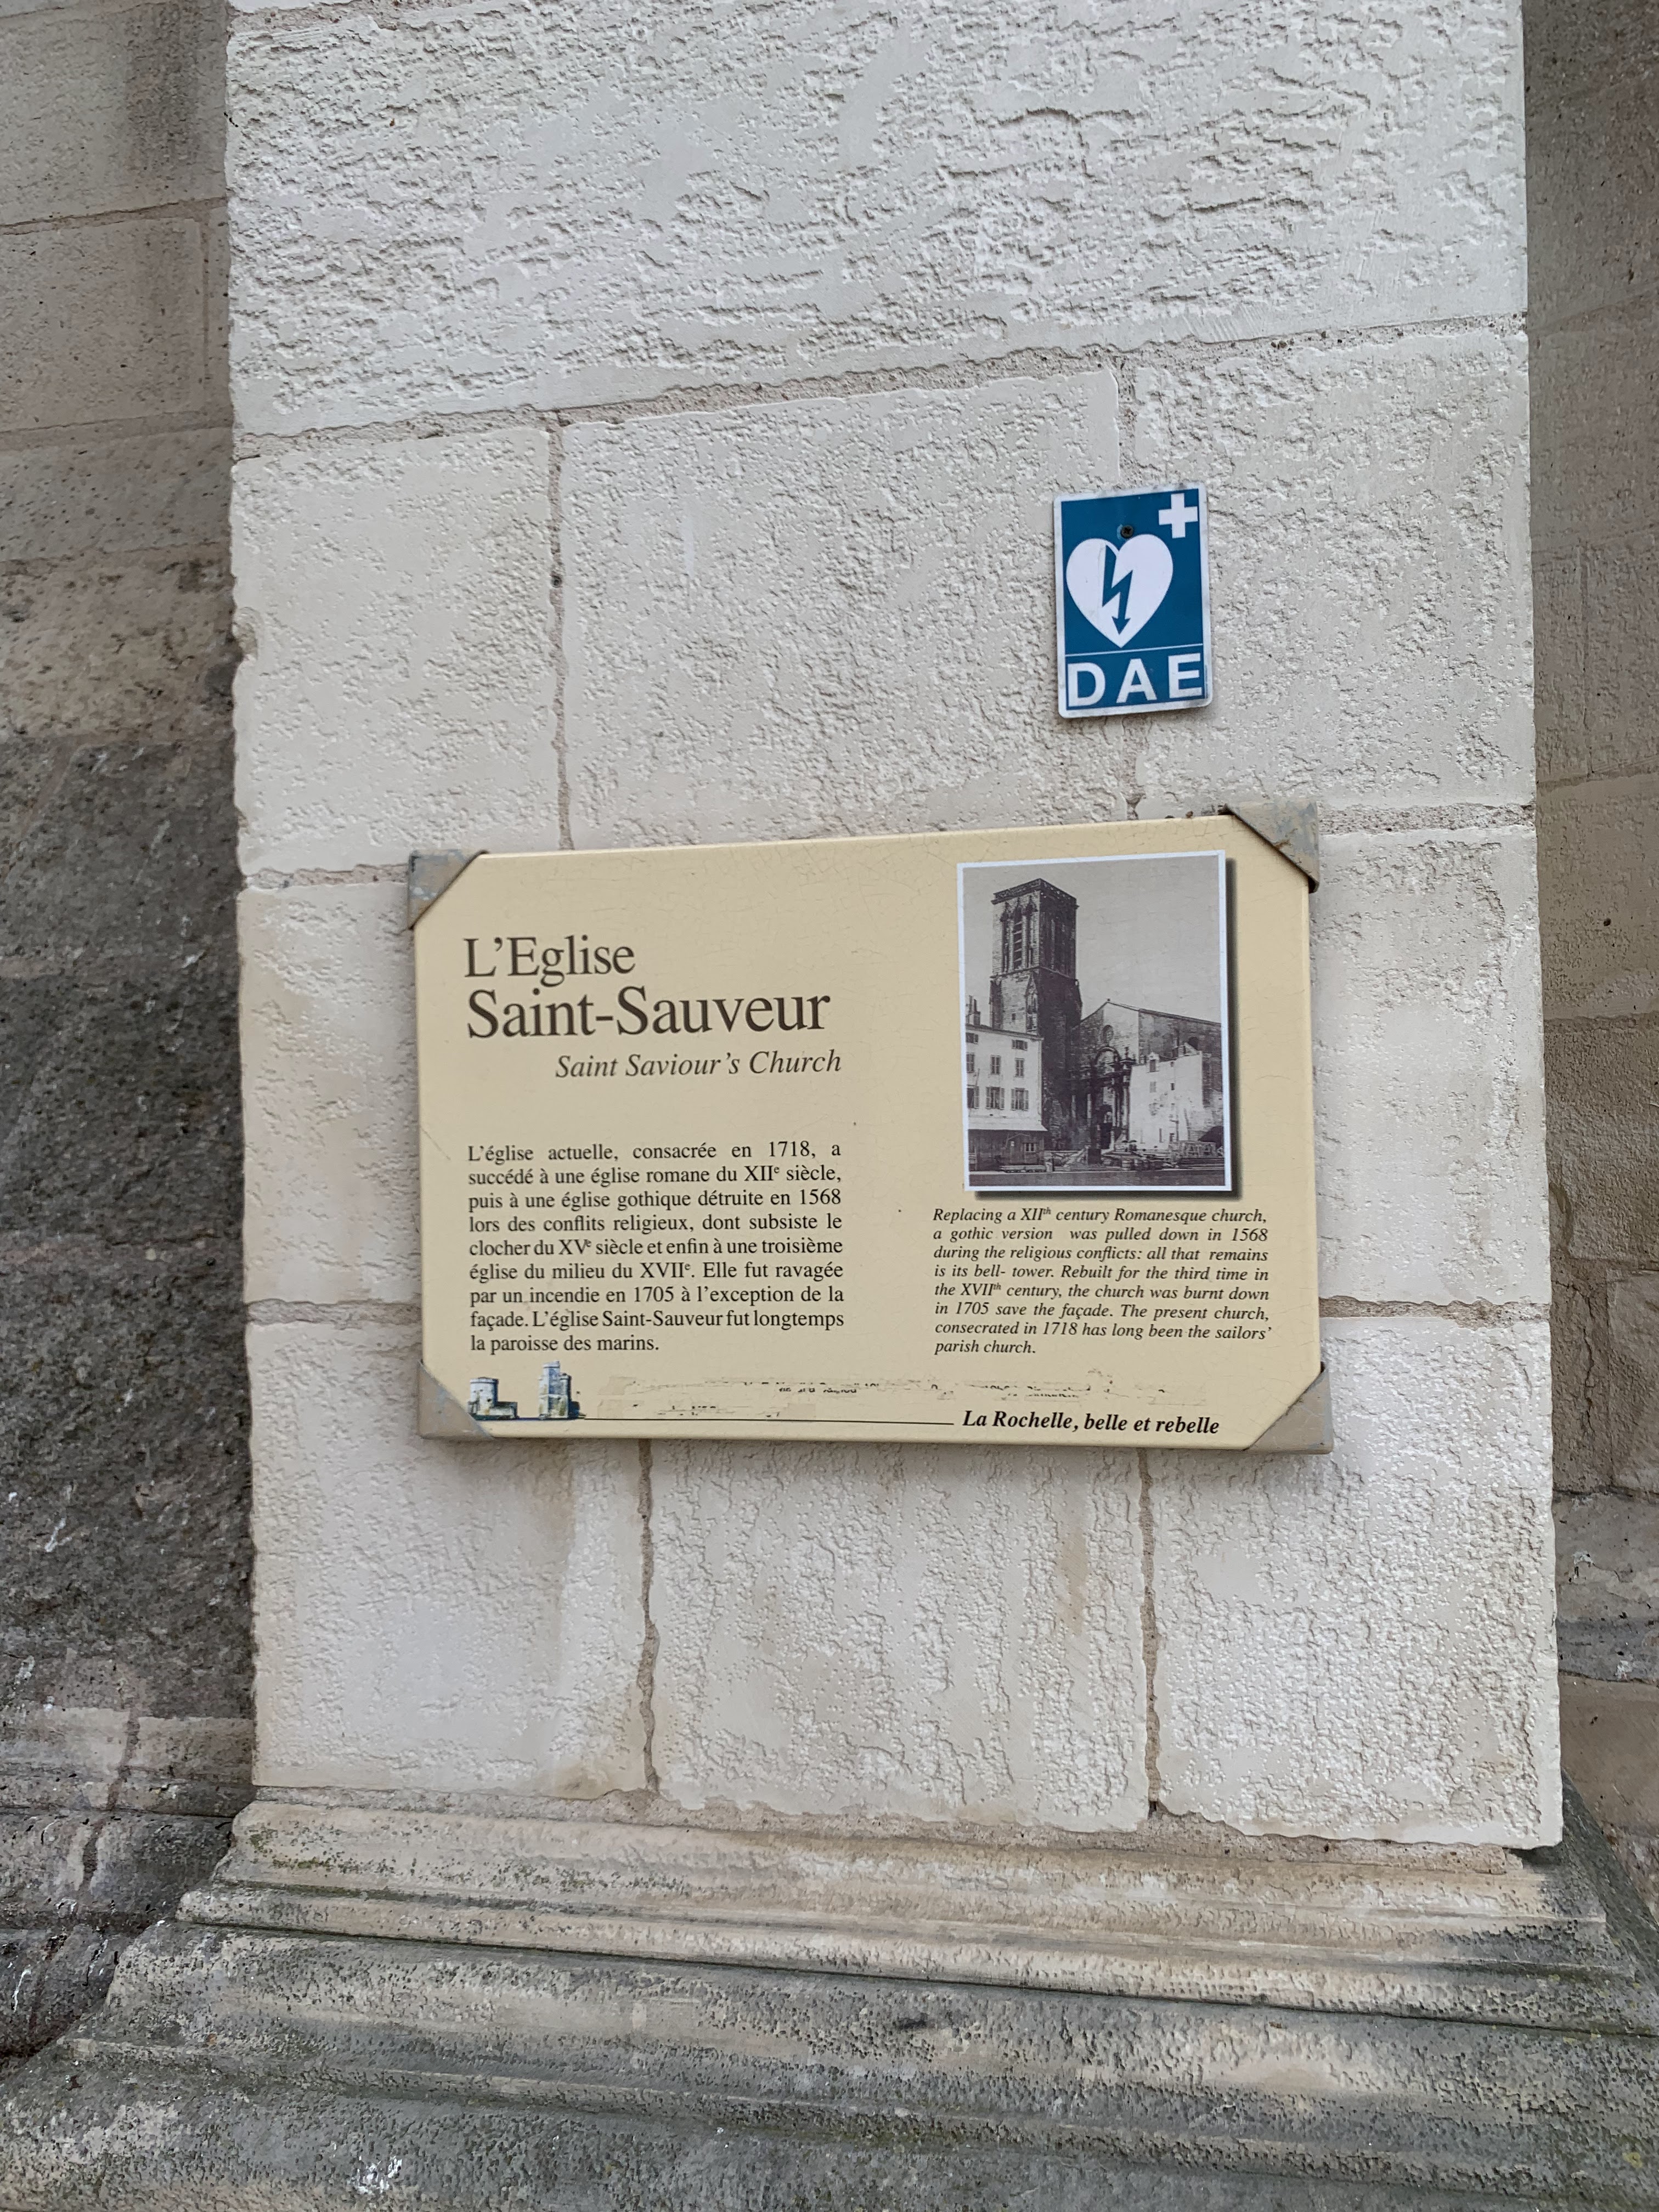 DAE
L'Eglise
Saint-Sauveur
Saint Saviour's Church
L'église actuelle, consacrée en 1718, a
succédé à une église romane du XIIe siècle,
puis à une église gothique détruite en 1568
lors des conflits religieux, dont subsiste le
clocher du XVe siècle et enfin à une troisième
église du milieu du XVIIe. Elle fut ravagée
par un incendie en 1705 à l'exception de la
façade. L'église Saint-Sauveur fut longtemps
la paroisse des marins.
Replacing a XIIth century Romanesque church,
a gothic version was pulled down in 1568
during the religious conflicts: all that remains
is its bell- tower. Rebuilt for the third time in
the XVIIth century, the church was burnt down
in 1705 save the façade. The present church,
consecrated in 1718 has long been the sailors'
parish church.
La Rochelle, belle et rebelle